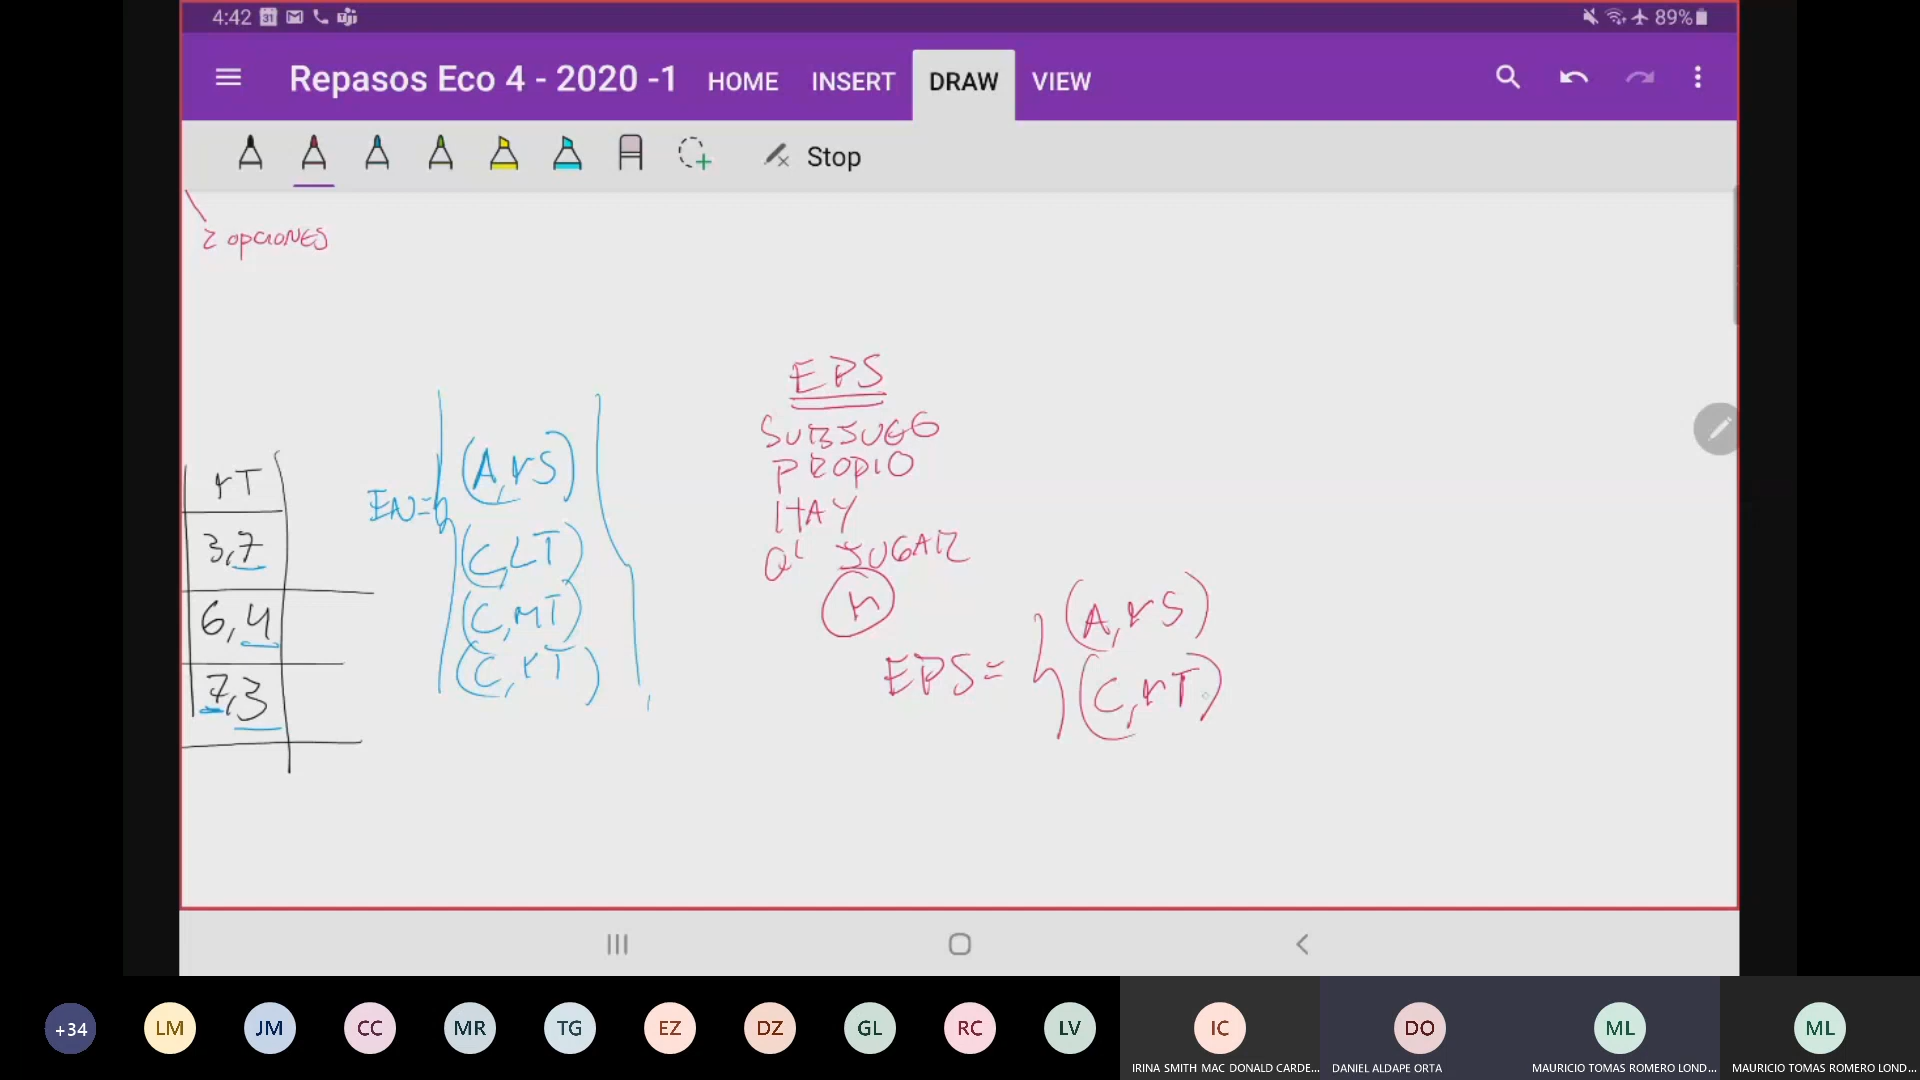 4:42 31 89%
Repasos Eco 4 - 2020 -1 HOME INSERT DRAW VIEW
Stop
2 opciones
EPS
SUBJUEGO
PROPIO
HAY
Q' JUGAR
h
rT
3,7
6,4
7,3
EN=
(A,rS)
(C,LT)
(C,MT)
(C,rT)
EPS=
(A,rS)
(C,rT)
+34 LM JM CC MR TG EZ DZ GL RC LV IC DO ML ML
IRINA SMITH MAC DONALD CARDE... DANIEL ALDAPE ORTA MAURICIO TOMAS ROMERO LOND... MAURICIO TOMAS ROMERO LOND...